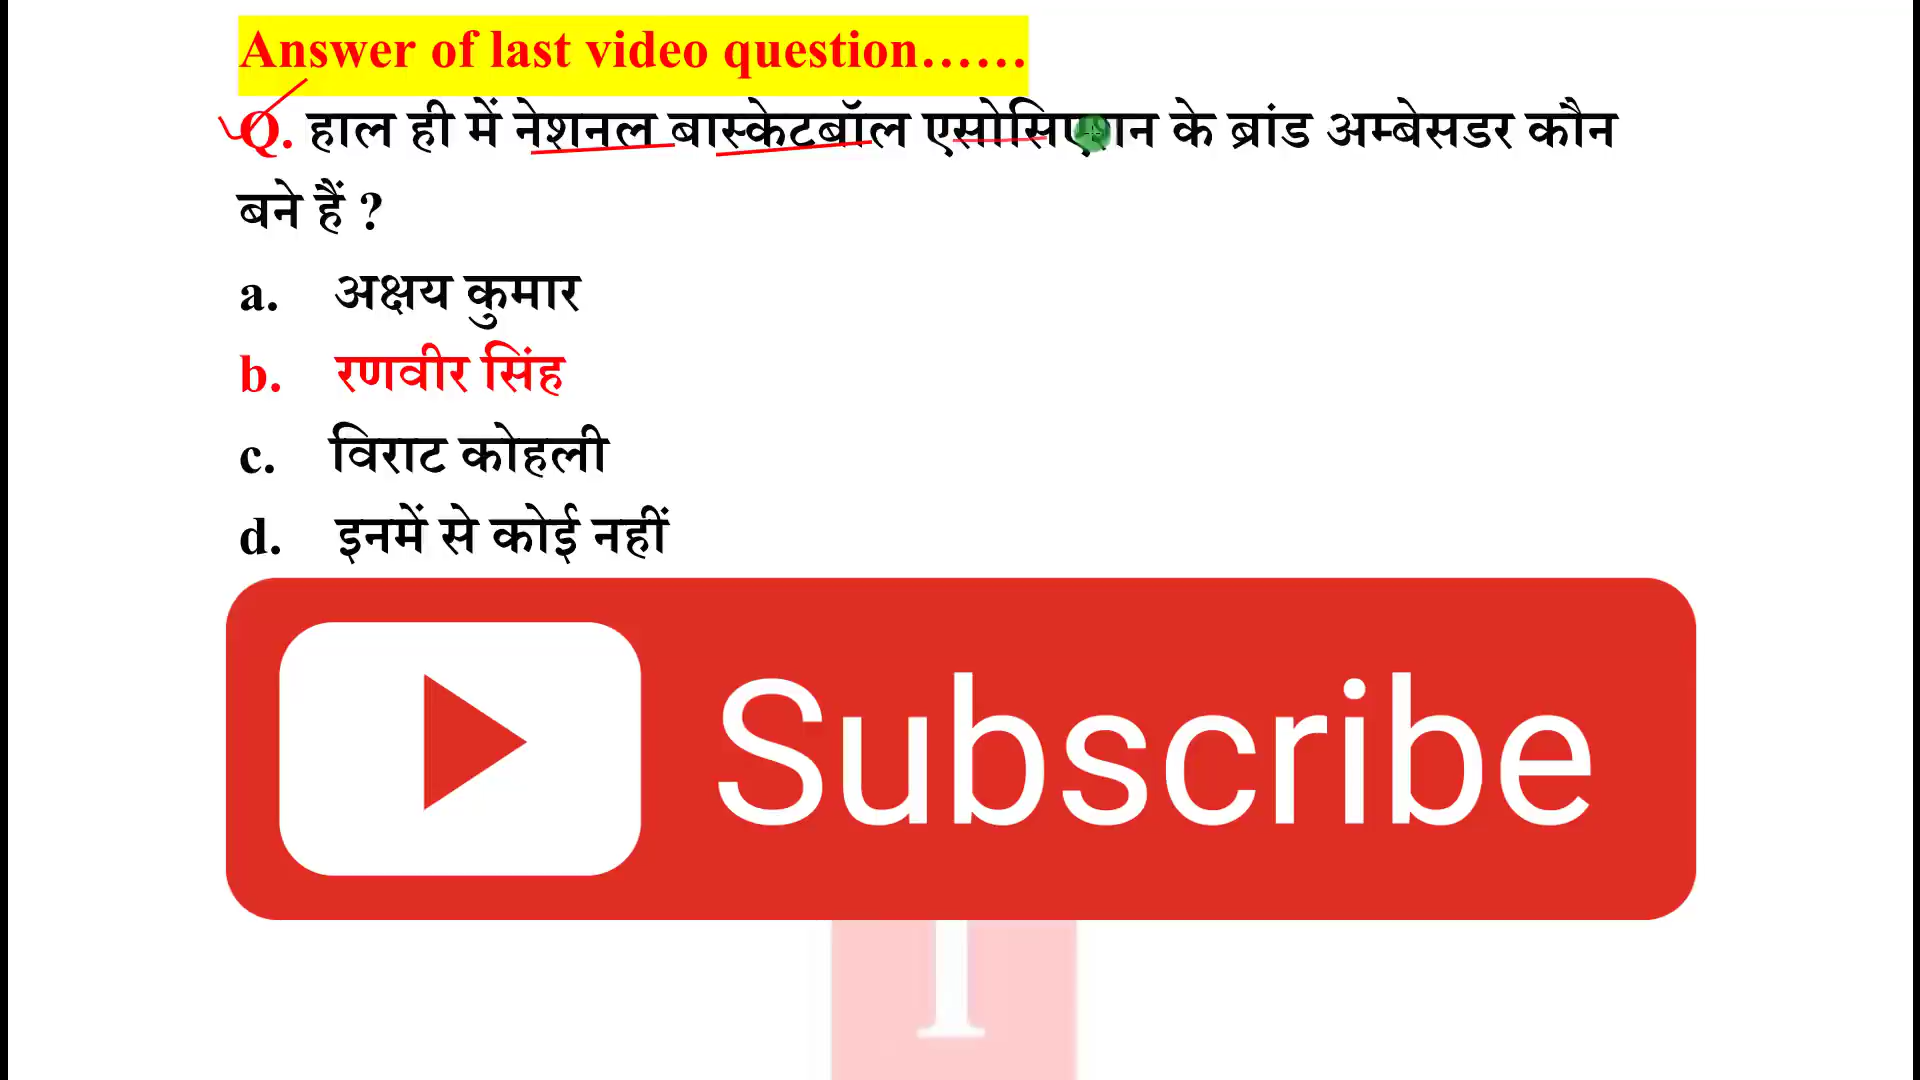 Answer of last video question......
Q. हाल ही में नेशनल बास्केटबॉल एसोसिएशन के ब्रांड अम्बेसडर कौन
बने हैं ?
a. अक्षय कुमार
b. रणवीर सिंह
c. विराट कोहली
d. इनमें से कोई नहीं
Subscribe